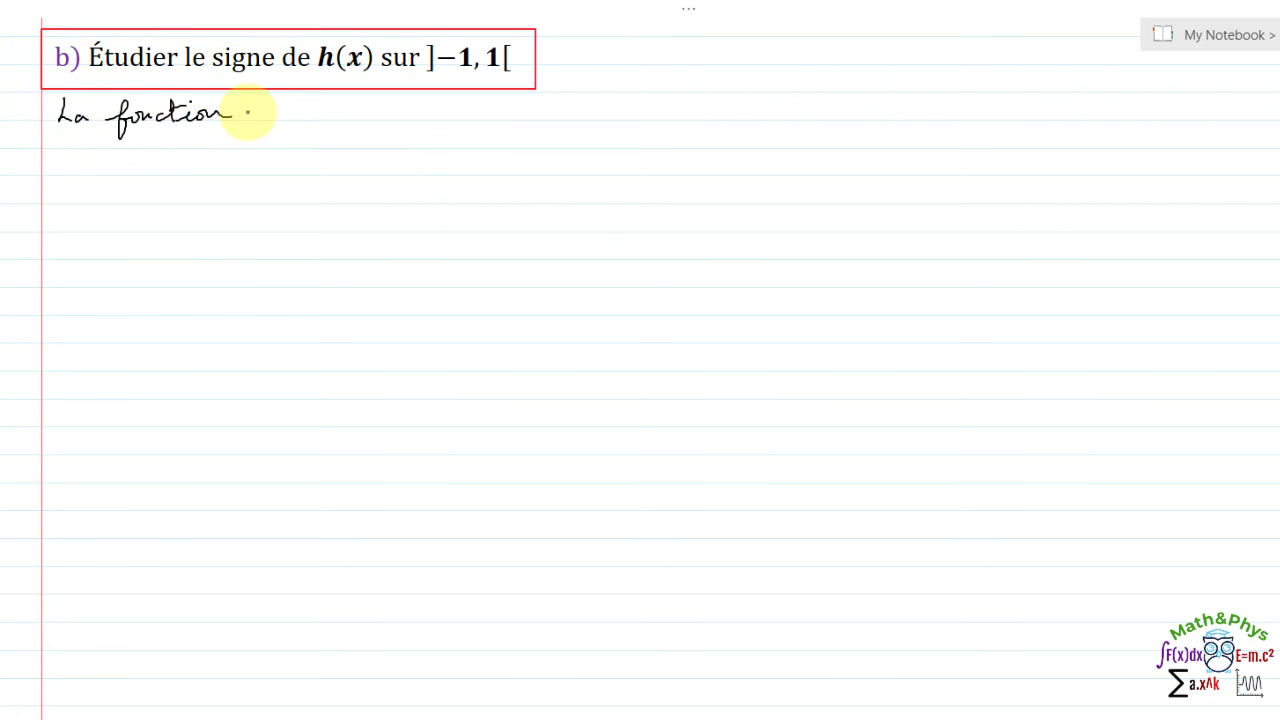 ...
My Notebook >
b) Étudier le signe de h(x) sur ]−1, 1[
La fonction
Math&Phys
∫F(x)dx E=m.c²
∑ a.x^k